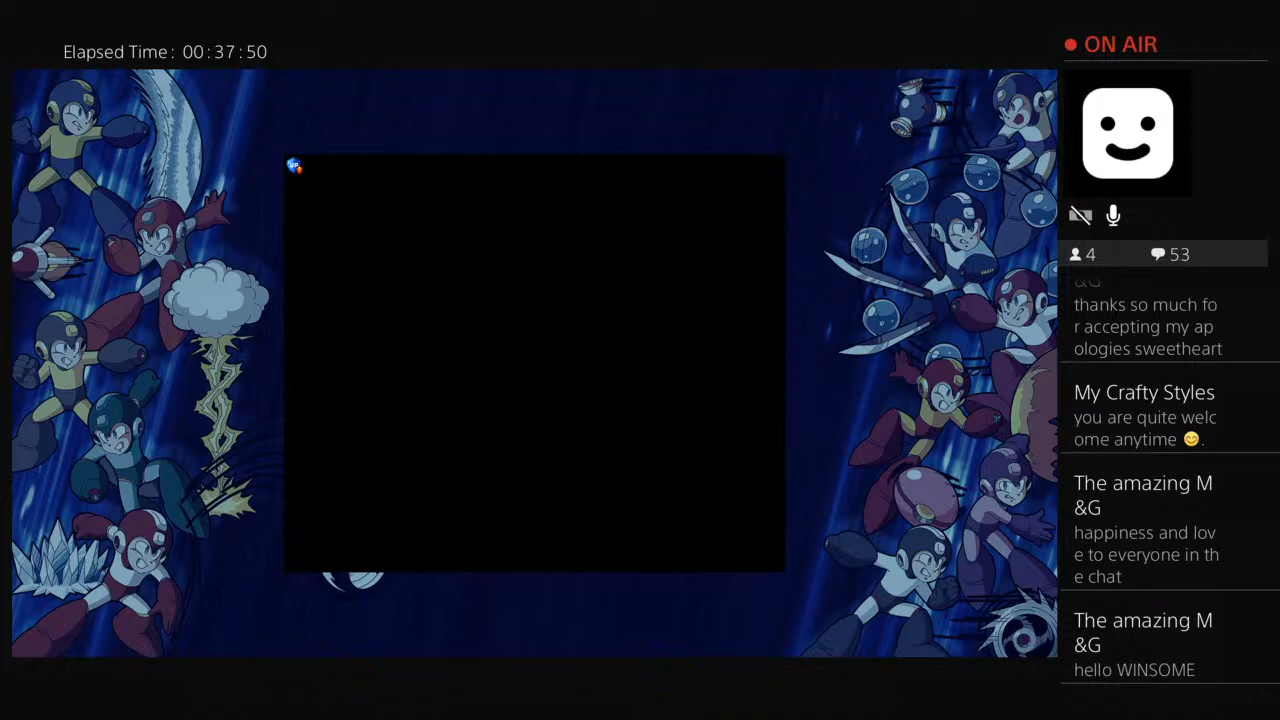 Elapsed Time: 00:37:50
ON AIR
UP
4
53
&G
thanks so much fo
r accepting my ap
ologies sweetheart
My Crafty Styles
you are quite welc
ome anytime 😊.
The amazing M
&G
happiness and lov
e to everyone in th
e chat
The amazing M
&G
hello WINSOME